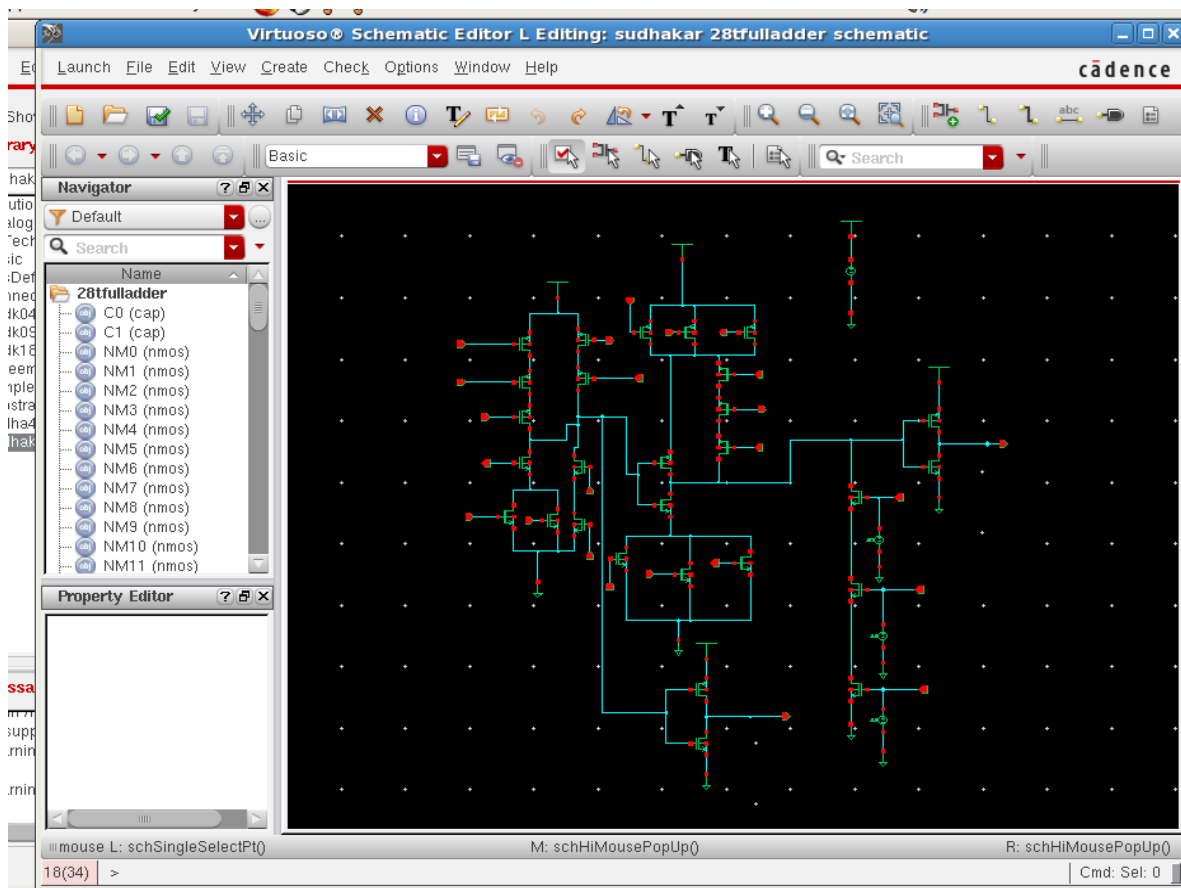 Virtuoso® Schematic Editor L Editing: sudhakar 28tfulladder schematic
Launch File Edit View Create Check Options Window Help
cādence
abc
Basic
Search
Navigator
Default
Search
Name
28tfulladder
C0 (cap)
C1 (cap)
NM0 (nmos)
NM1 (nmos)
NM2 (nmos)
NM3 (nmos)
NM4 (nmos)
NM5 (nmos)
NM6 (nmos)
NM7 (nmos)
NM8 (nmos)
NM9 (nmos)
NM10 (nmos)
NM11 (nmos)
Property Editor
mouse L: schSingleSelectPt() M: schHiMousePopUp() R: schHiMousePopUp()
18(34) > Cmd: Sel: 0